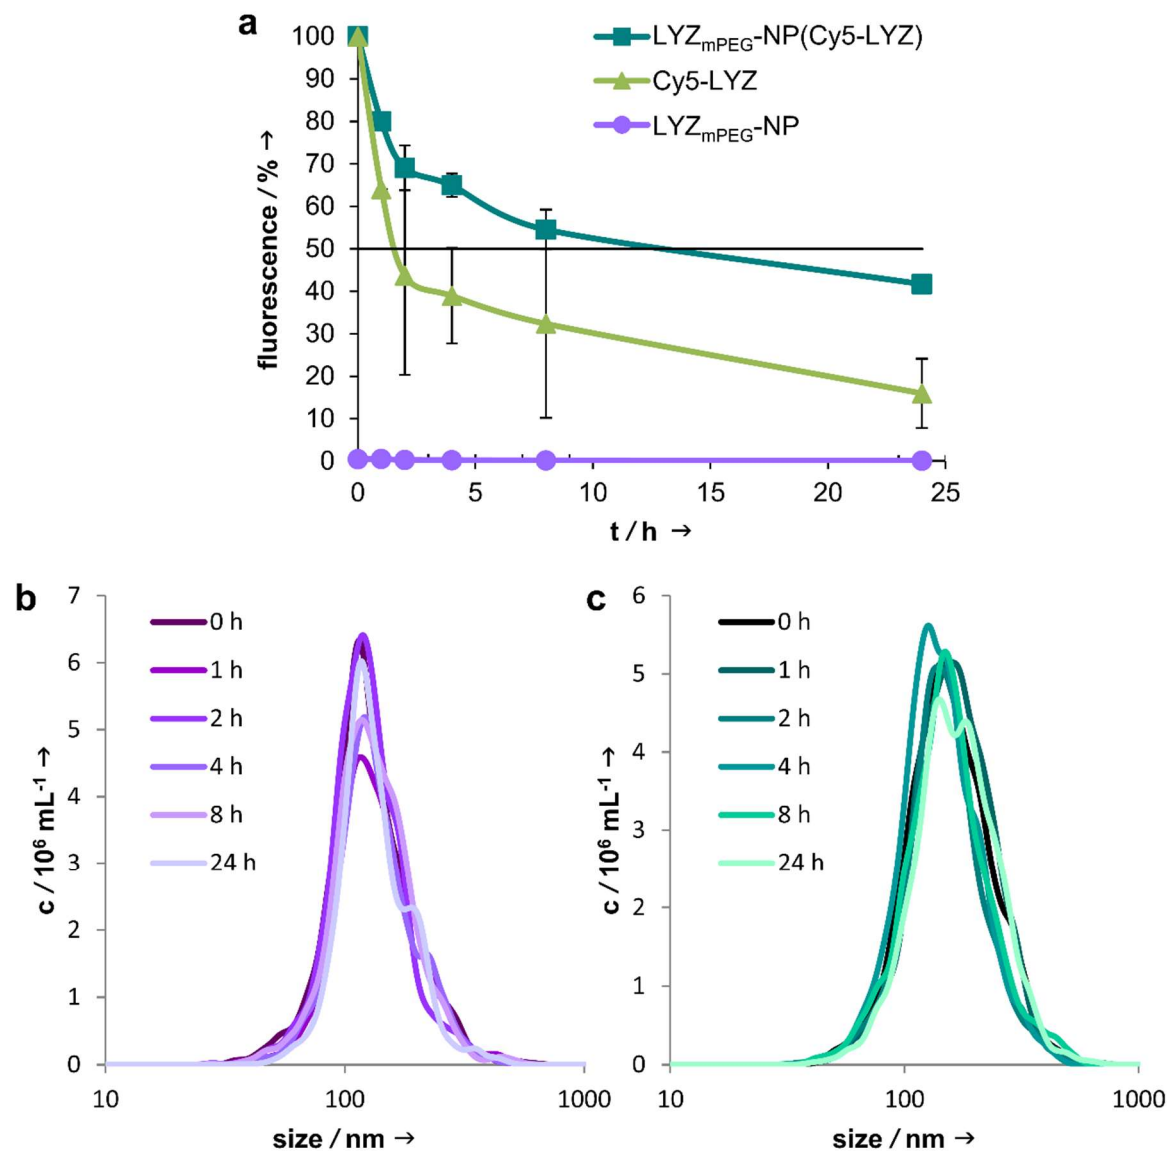 a
LYZmPEG-NP(Cy5-LYZ)
Cy5-LYZ
LYZmPEG-NP
fluorescence / % →
100
90
80
70
60
50
40
30
20
10
0
0 5 10 15 20 25
t / h →
b
7
6
5
4
3
2
1
0
c / 10⁶ mL⁻¹ →
0 h
1 h
2 h
4 h
8 h
24 h
10 100 1000
size / nm →
c
6
5
4
3
2
1
0
c / 10⁶ mL⁻¹ →
0 h
1 h
2 h
4 h
8 h
24 h
10 100 1000
size / nm →